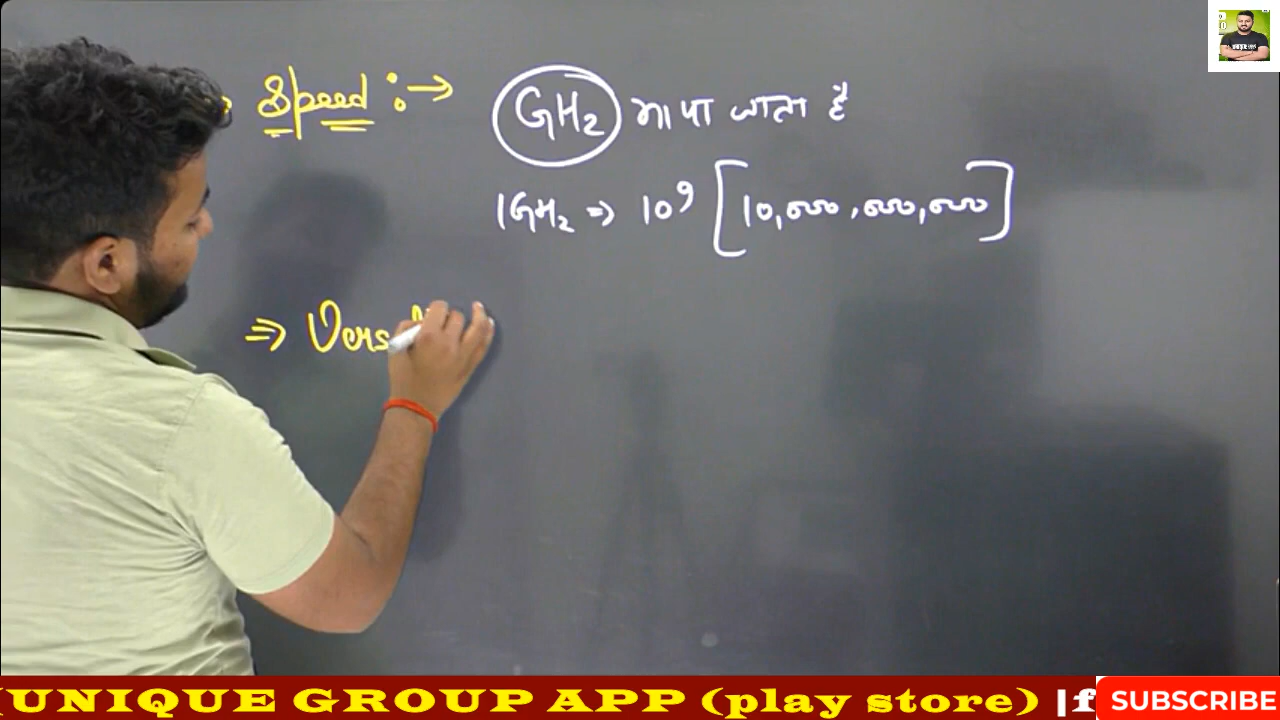 Speed :→ GHz मापा जाता है
1GHz ⇒ 10⁹ [10,000,000,000]
⇒ Vers
UNIQUE GROUP APP (play store) |f
SUBSCRIBE